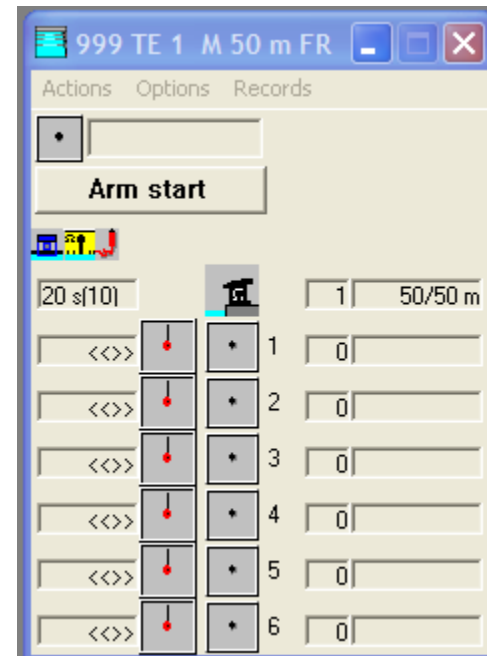 999 TE 1 M 50 m FR
Actions Options Records
Arm start
20 s(10) 1 50/50 m
<<>> 1 0
<<>> 2 0
<<>> 3 0
<<>> 4 0
<<>> 5 0
<<>> 6 0